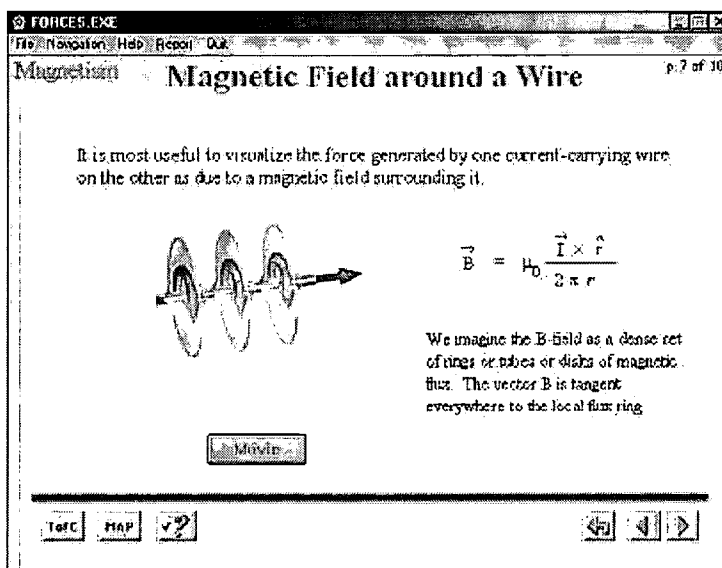 FORCES.EXE
File Navigation Help Report Quit
Magnetism
Magnetic Field around a Wire
p. 7 of 10
It is most useful to visualize the force generated by one current-carrying wire
on the other as due to a magnetic field surrounding it.
B⃗ = μ₀ I⃗ × r̂ / 2 π r
We imagine the B-field as a dense set
of rings or tubes or disks of magnetic
flux. The vector B is tangent
everywhere to the local flux ring
Movie
TofC MAP ✓?